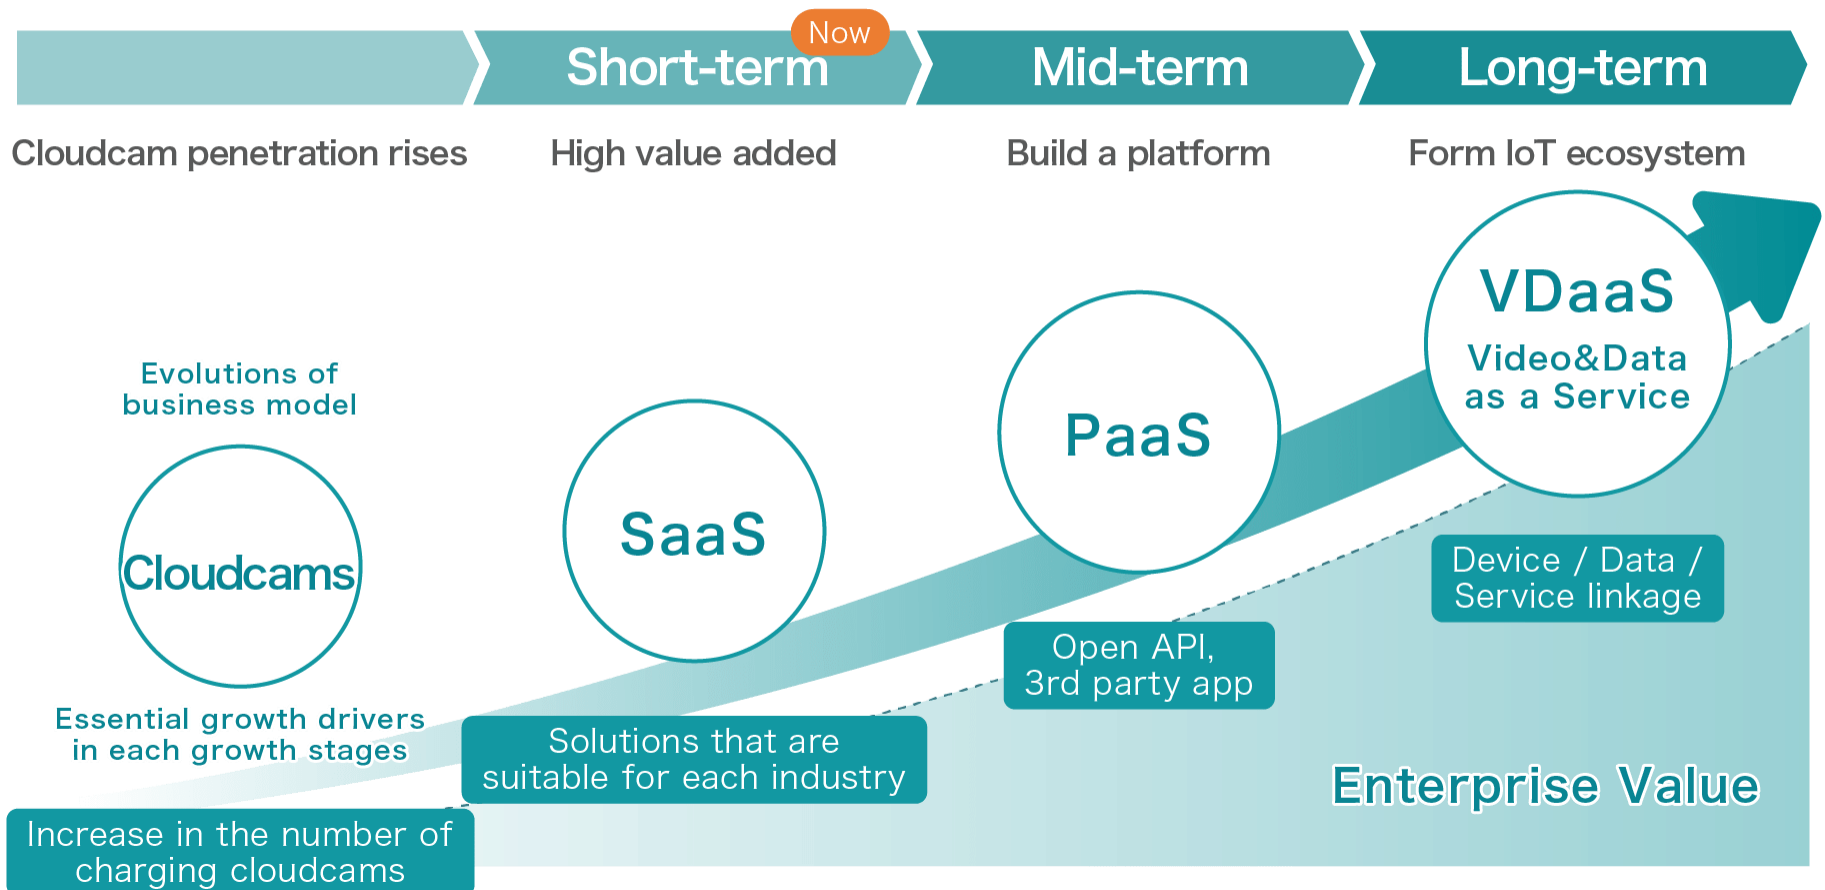 Now
Short-term
Mid-term
Long-term
Cloudcam penetration rises
High value added
Build a platform
Form IoT ecosystem
Evolutions of
business model
Cloudcams
SaaS
PaaS
VDaaS
Video&Data
as a Service
Essential growth drivers
in each growth stages
Increase in the number of
charging cloudcams
Solutions that are
suitable for each industry
Open API,
3rd party app
Device / Data /
Service linkage
Enterprise Value